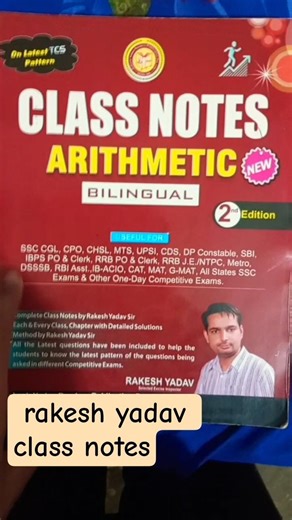 On Latest TCS
Pattern
CLASS NOTES
ARITHMETIC
NEW
BILINGUAL
2nd Edition
USEFUL FOR
SSC CGL, CPO, CHSL, MTS, UPSI, CDS, DP Constable, SBI,
IBPS PO & Clerk, RRB PO & Clerk, RRB J.E./NTPC, Metro,
DSSSB, RBI Asst.,IB-ACIO, CAT, MAT, G-MAT, All States SSC
Exams & Other One-Day Competitive Exams.
Complete Class Notes by Rakesh Yadav Sir
Each & Every Class, Chapter with Detailed Solutions
Method by Rakesh Yadav Sir
All the Latest questions have been included to help the
students to know the latest pattern of the questions being
asked in different Competitive Exams.
RAKESH YADAV
Selected Excise Inspector
rakesh yadav
class notes